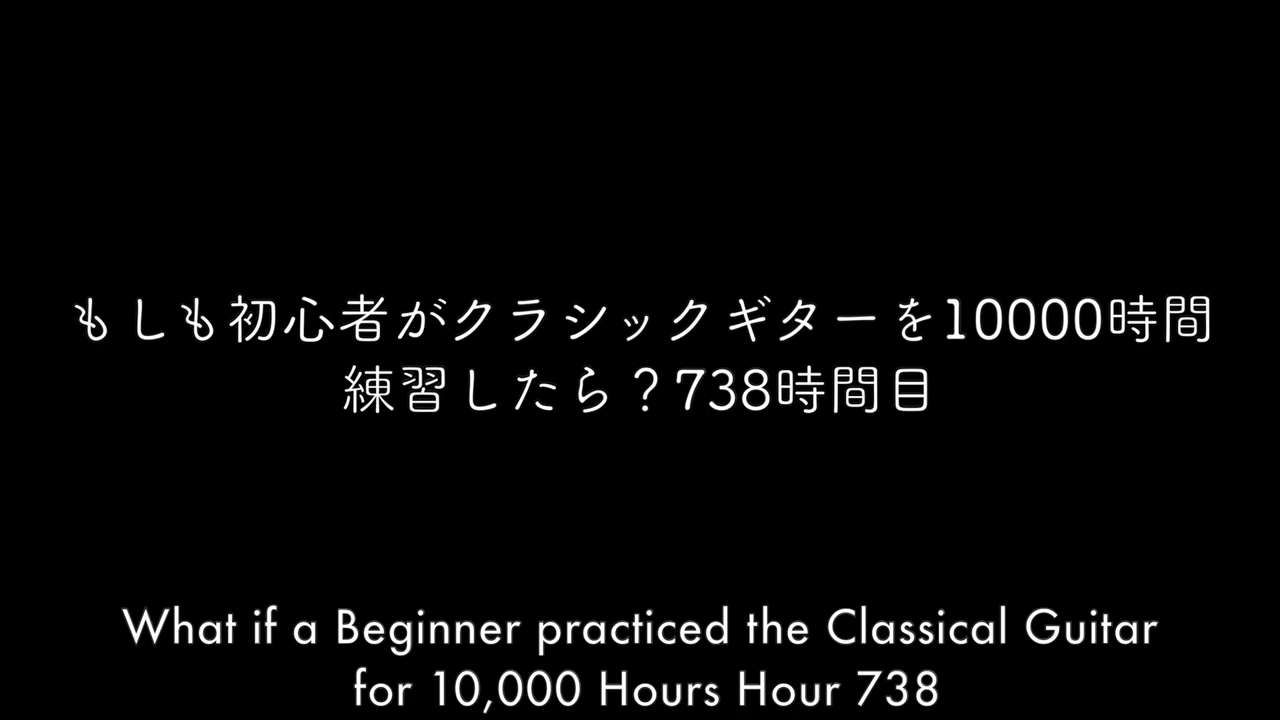 もしも初心者がクラシックギターを10000時間
練習したら？738時間目
What if a Beginner practiced the Classical Guitar
for 10,000 Hours Hour 738